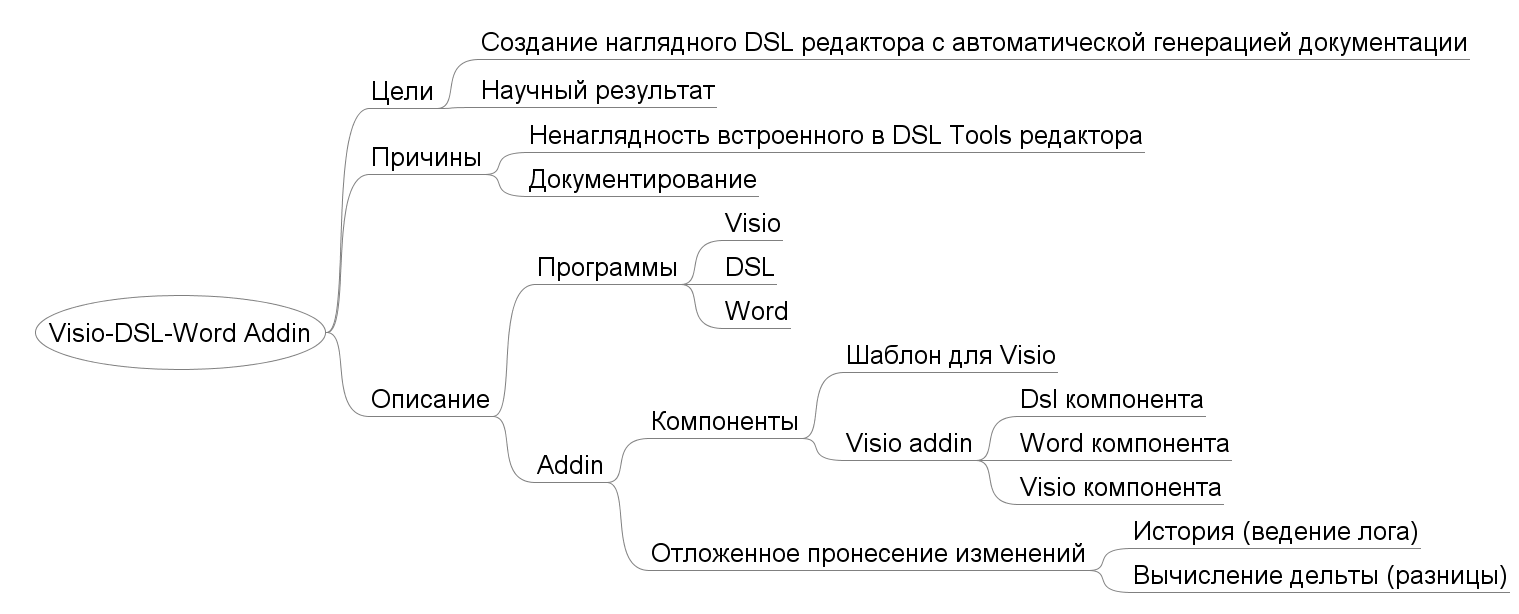 Создание наглядного DSL редактора с автоматической генерацией документации
Цели
Научный результат
Ненаглядность встроенного в DSL Tools редактора
Причины
Документирование
Visio
Программы
DSL
Word
Visio-DSL-Word Addin
Шаблон для Visio
Описание
Dsl компонента
Компоненты
Visio addin
Word компонента
Addin
Visio компонента
История (ведение лога)
Отложенное пронесение изменений
Вычисление дельты (разницы)